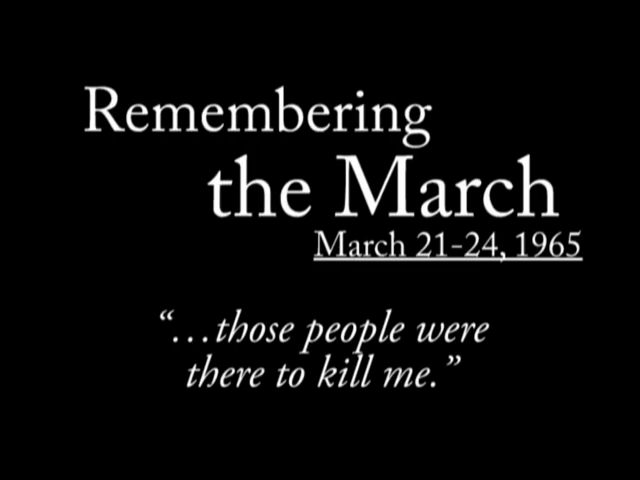 Remembering
the March
March 21-24, 1965
“…those people were
there to kill me.”